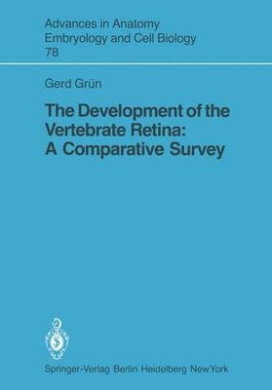 Advances in Anatomy
Embryology and Cell Biology
78
Gerd Grün
The Development of the
Vertebrate Retina:
A Comparative Survey
Springer-Verlag Berlin Heidelberg New York